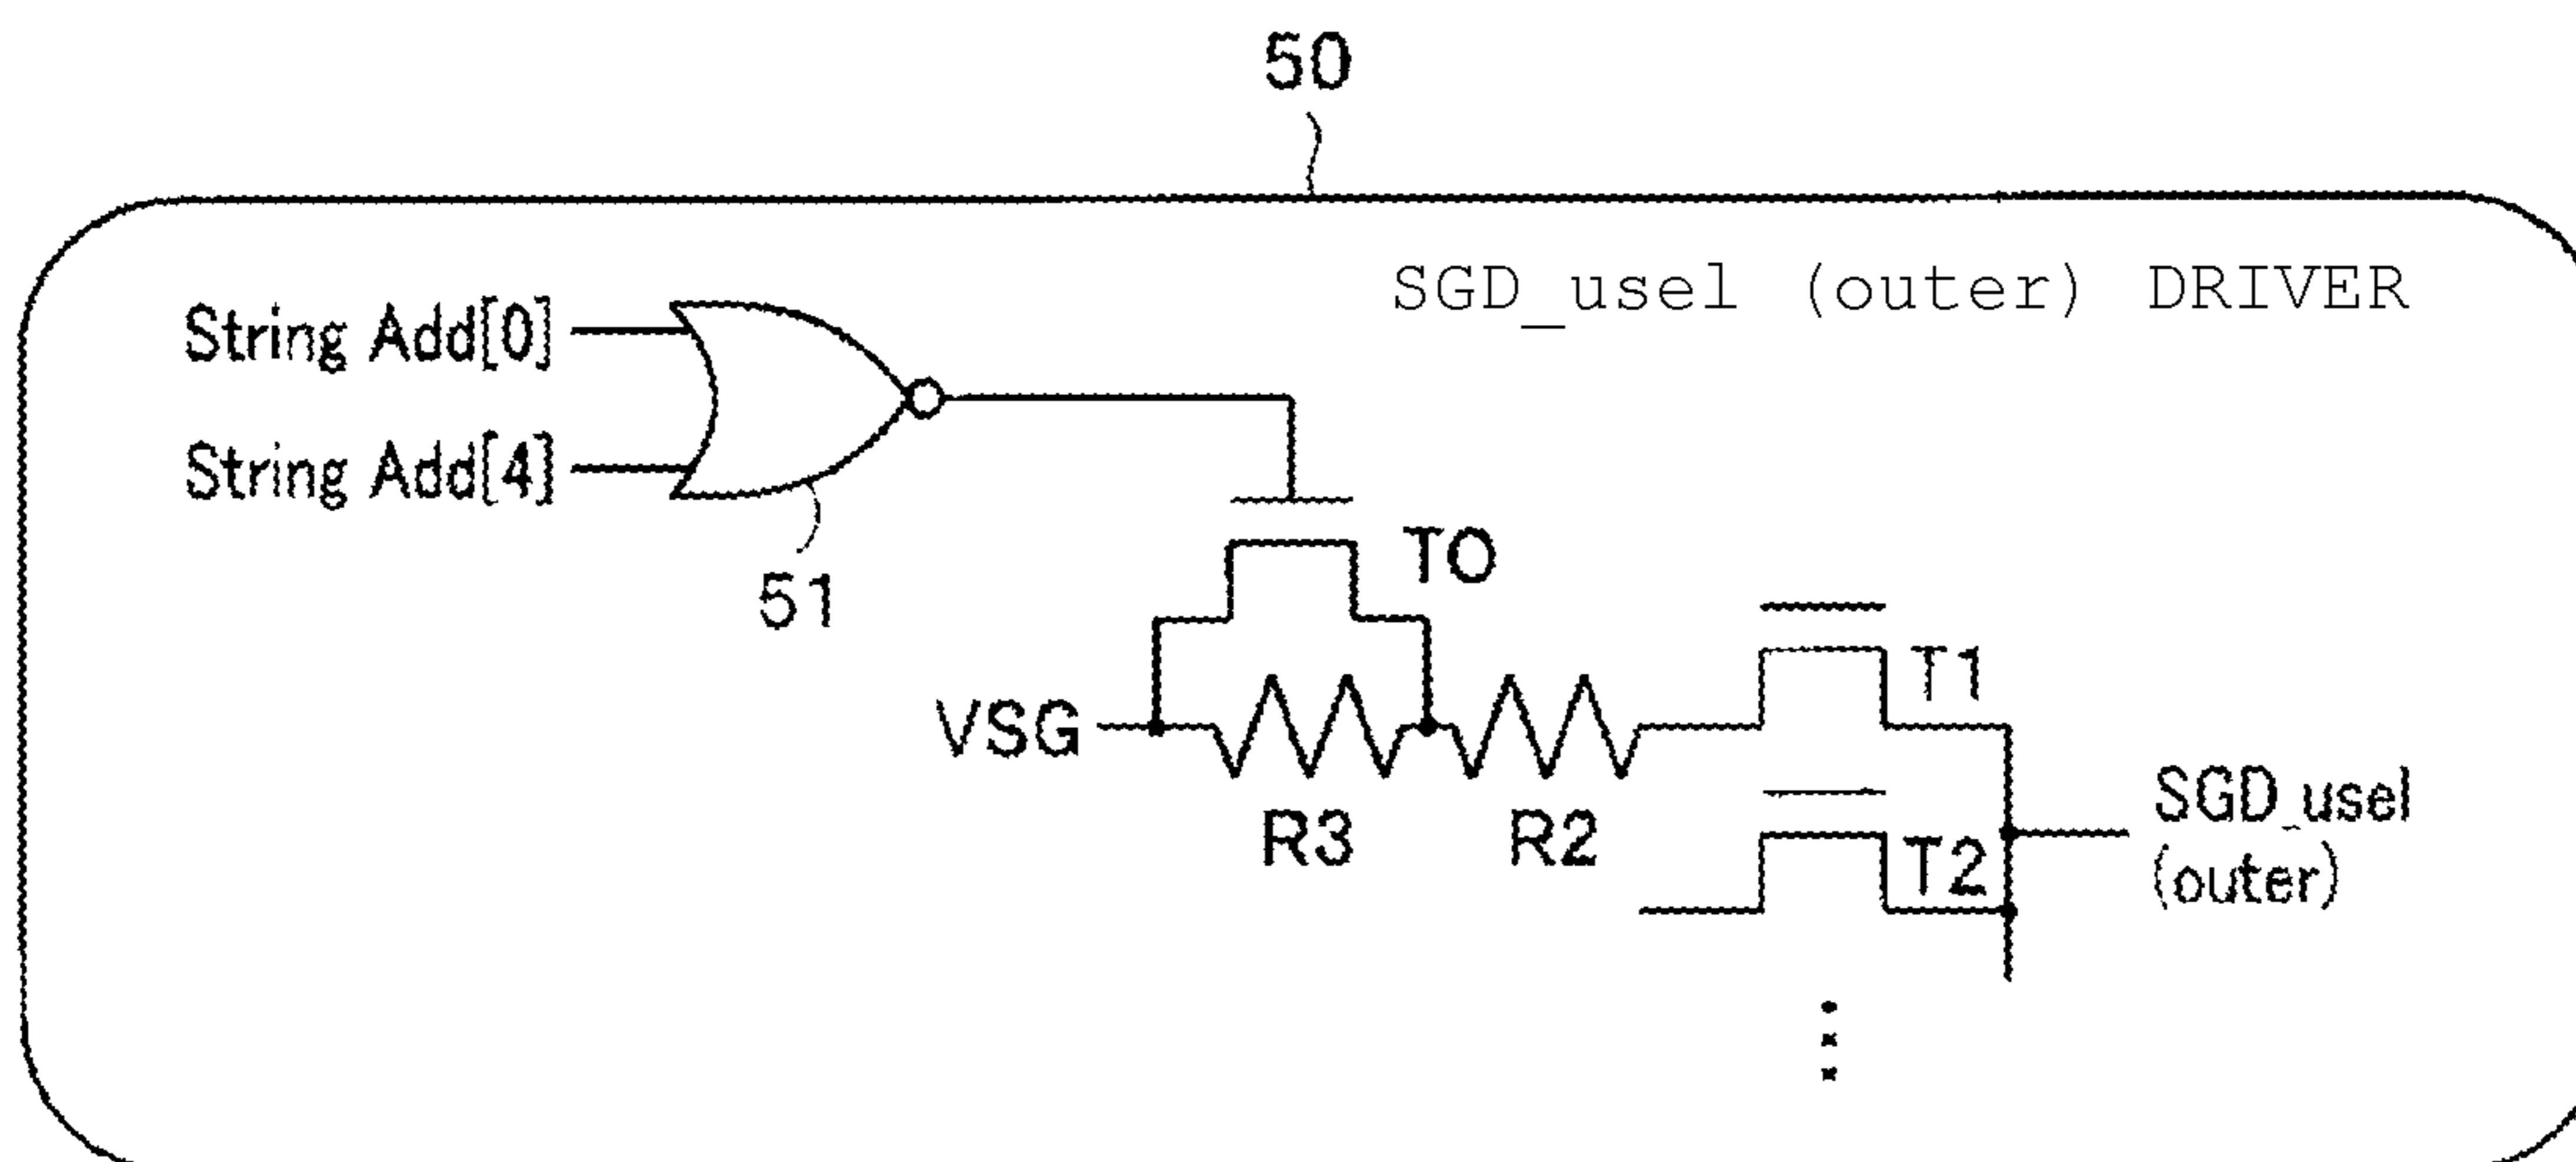 50
SGD_usel (outer) DRIVER
String Add[0]
String Add[4]
51
TO
T1
VSG
R3
R2
T2
SGD_usel
(outer)